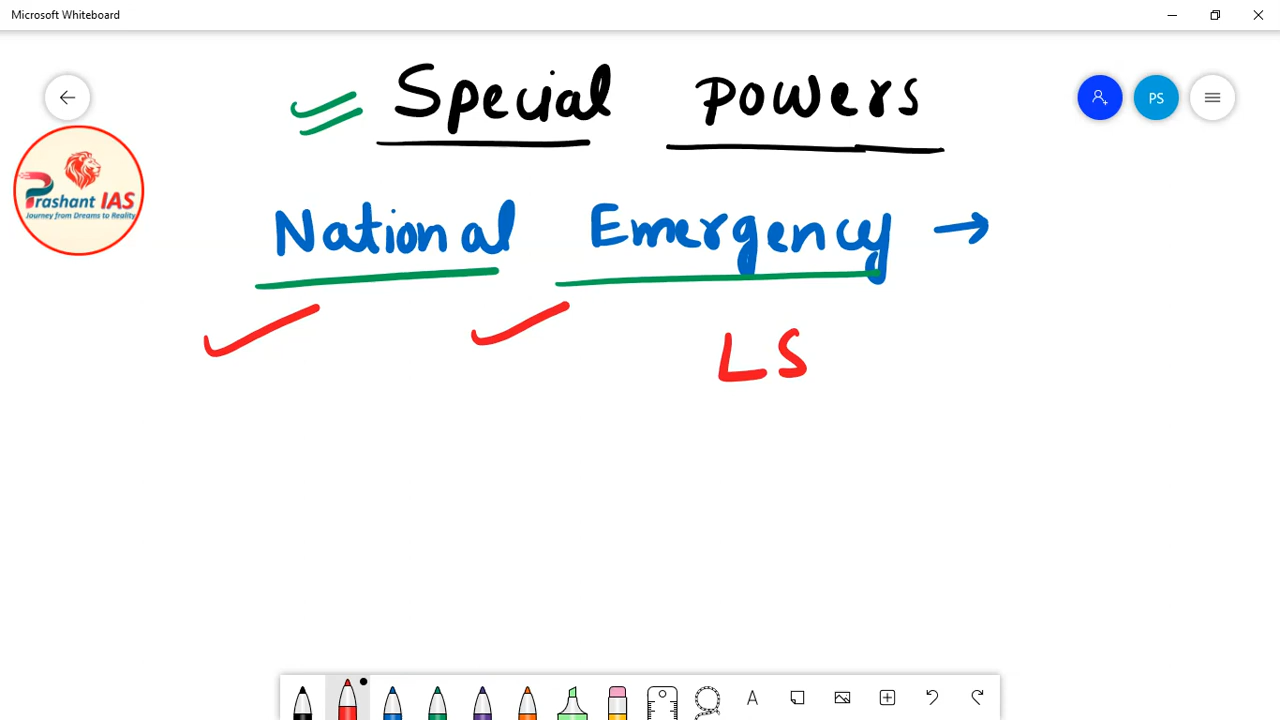 Microsoft Whiteboard
Special Powers
PS
Prashant IAS
Journey from Dreams to Reality
National Emergency →
LS
A